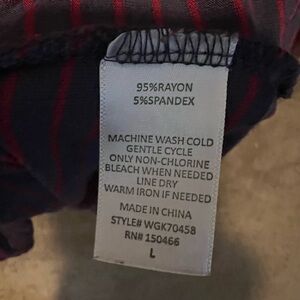 95%RAYON
5%SPANDEX
MACHINE WASH COLD
GENTLE CYCLE
ONLY NON-CHLORINE
BLEACH WHEN NEEDED
LINE DRY
WARM IRON IF NEEDED
MADE IN CHINA
STYLE# WGK70458
RN# 150466
L